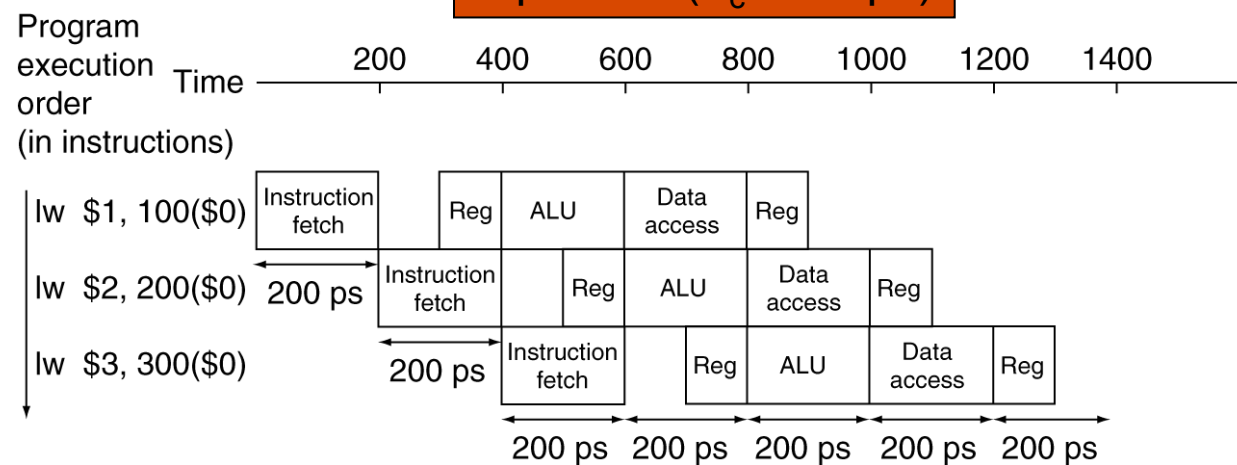 Program
execution
order
(in instructions)
Time
200 400 600 800 1000 1200 1400
lw $1, 100($0)
Instruction
fetch
Reg
ALU
Data
access
Reg
200 ps
lw $2, 200($0)
Instruction
fetch
Reg
ALU
Data
access
Reg
200 ps
lw $3, 300($0)
Instruction
fetch
Reg
ALU
Data
access
Reg
200 ps 200 ps 200 ps 200 ps 200 ps